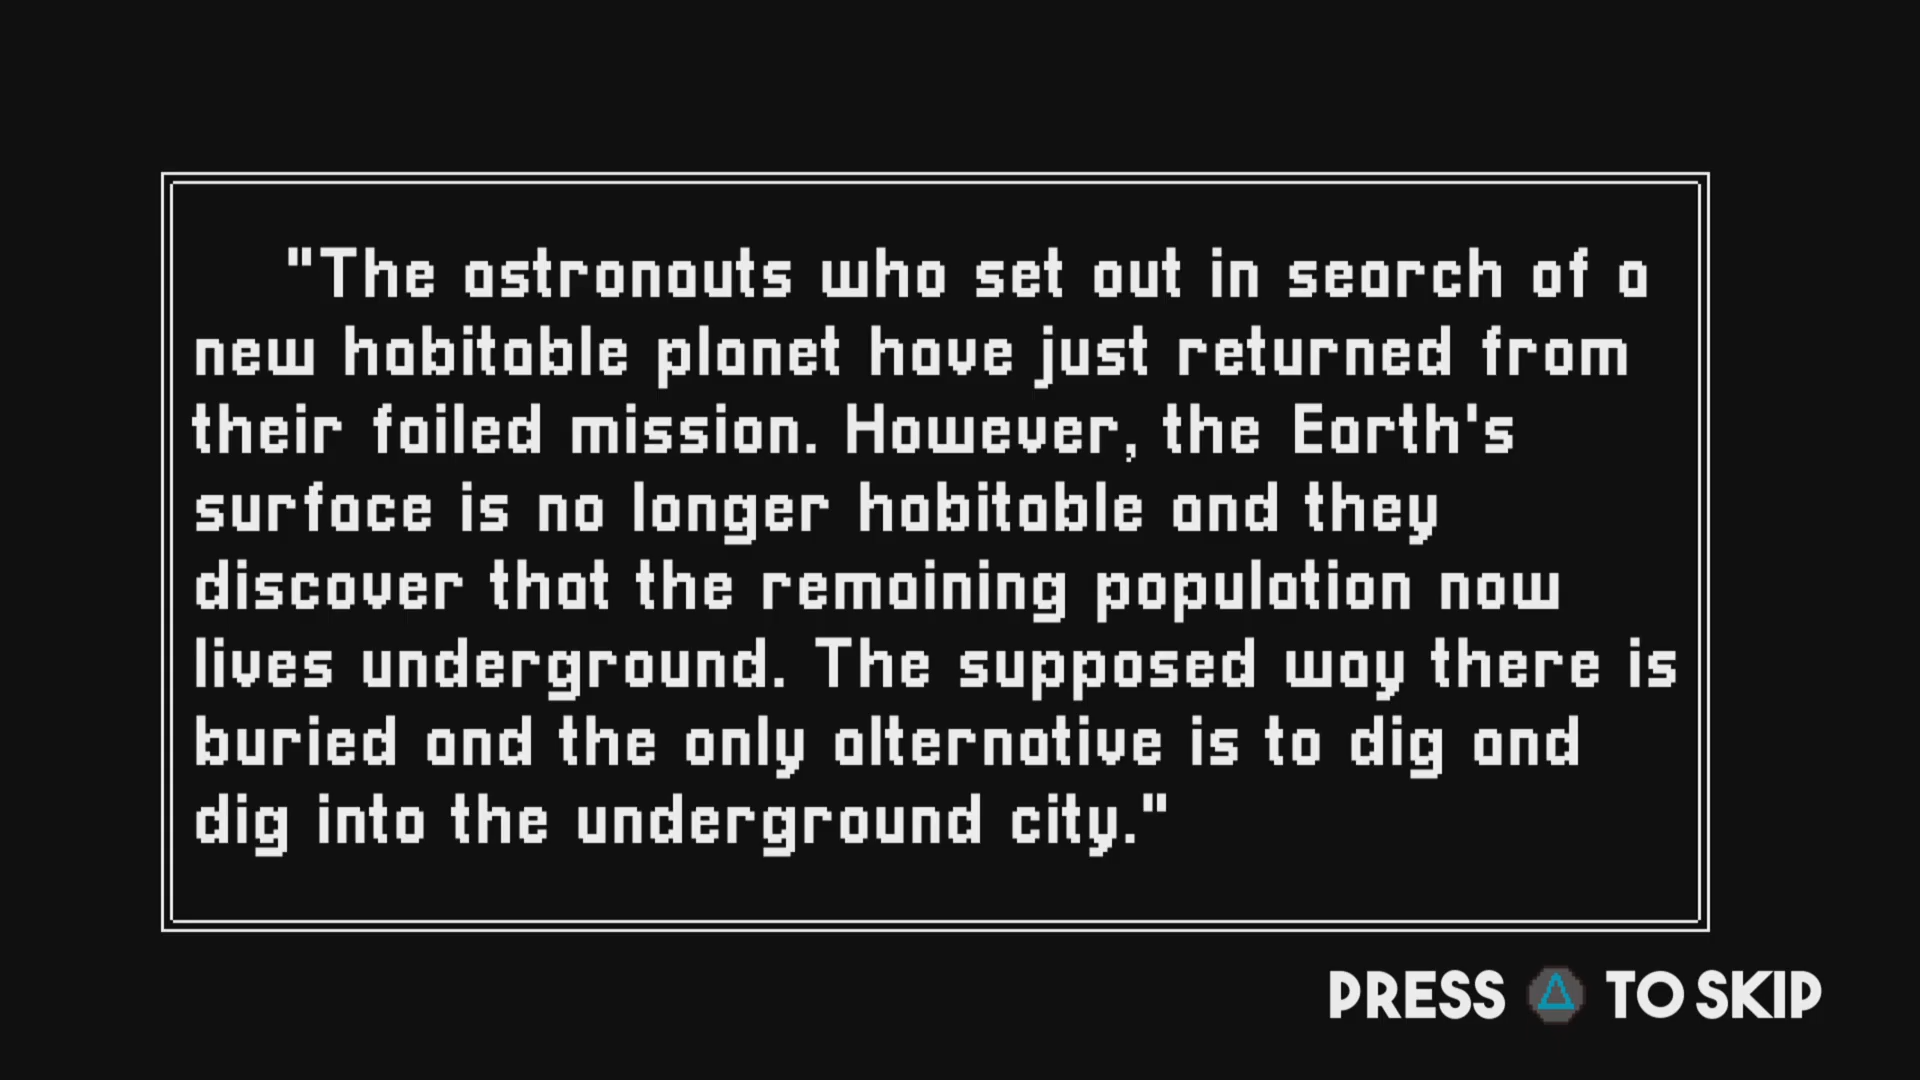 "The astronauts who set out in search of a
new habitable planet have just returned from
their failed mission. However, the Earth's
surface is no longer habitable and they
discover that the remaining population now
lives underground. The supposed way there is
buried and the only alternative is to dig and
dig into the underground city."
PRESS △ TO SKIP